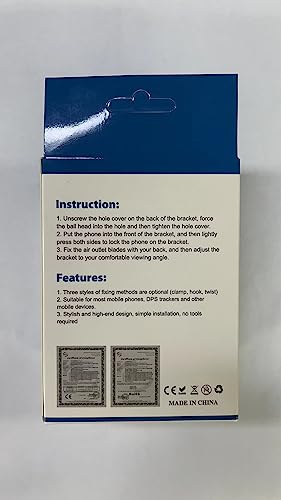 Instruction:
1. Unscrew the hole cover on the back of the bracket, force
the ball head into the hole and then tighten the hole cover.
2. Put the phone into the front of the bracket, and then lightly
press both sides to lock the phone on the bracket.
3. Fix the air outlet blades with you, and then adjust the
bracket to your comfortable viewing angle.
Features:
1. Three styles of fixing methods are optional (clamp, hook, twist)
2. Suitable for most mobile phones, DPS trackers and other
mobile devices.
3. Stylish and high-end design, simple installation, no tools
required
CE
MADE IN CHINA